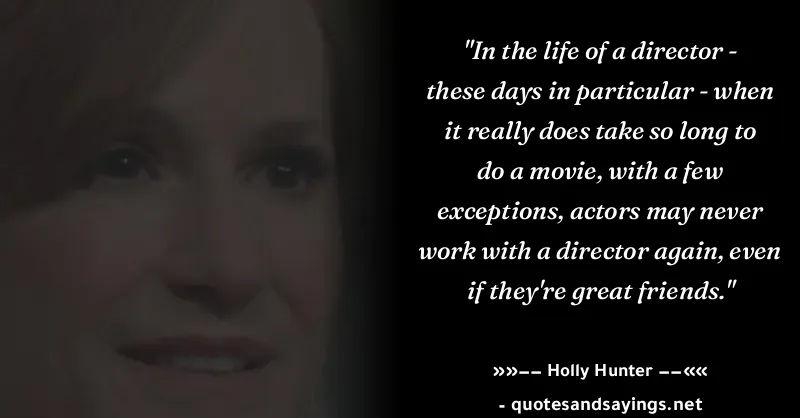 "In the life of a director -
these days in particular - when
it really does take so long to
do a movie, with a few
exceptions, actors may never
work with a director again, even
if they're great friends."
»»−− Holly Hunter −−««
- quotesandsayings.net